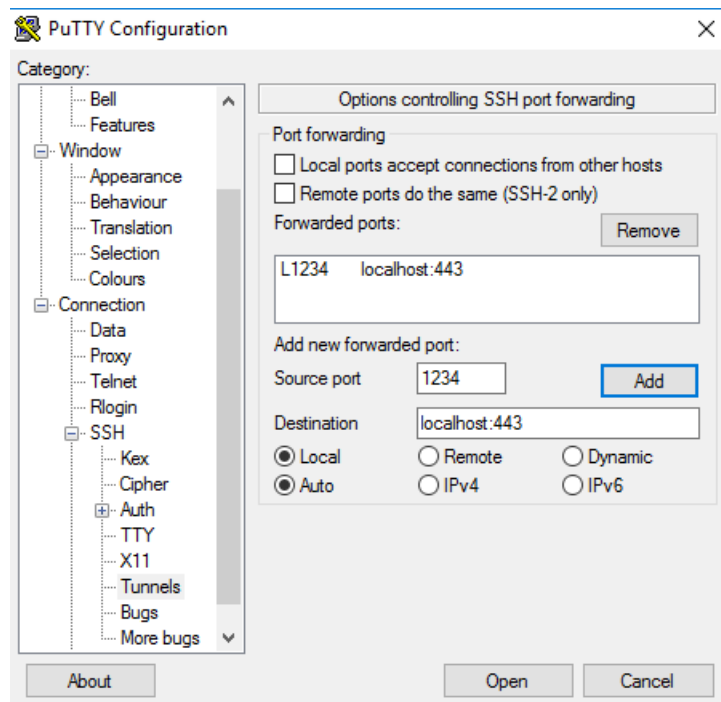 PuTTY Configuration
Category:
Bell
Features
Window
Appearance
Behaviour
Translation
Selection
Colours
Connection
Data
Proxy
Telnet
Rlogin
SSH
Kex
Cipher
Auth
TTY
X11
Tunnels
Bugs
More bugs
Options controlling SSH port forwarding
Port forwarding
Local ports accept connections from other hosts
Remote ports do the same (SSH-2 only)
Forwarded ports:
Remove
L1234 localhost:443
Add new forwarded port:
Source port 1234 Add
Destination localhost:443
Local Remote Dynamic
Auto IPv4 IPv6
About Open Cancel